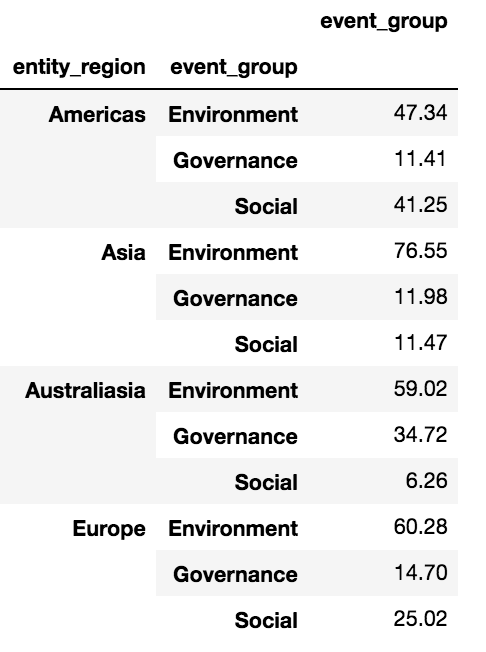 event_group
entity_region event_group
Americas Environment 47.34
Governance 11.41
Social 41.25
Asia Environment 76.55
Governance 11.98
Social 11.47
Australiasia Environment 59.02
Governance 34.72
Social 6.26
Europe Environment 60.28
Governance 14.70
Social 25.02